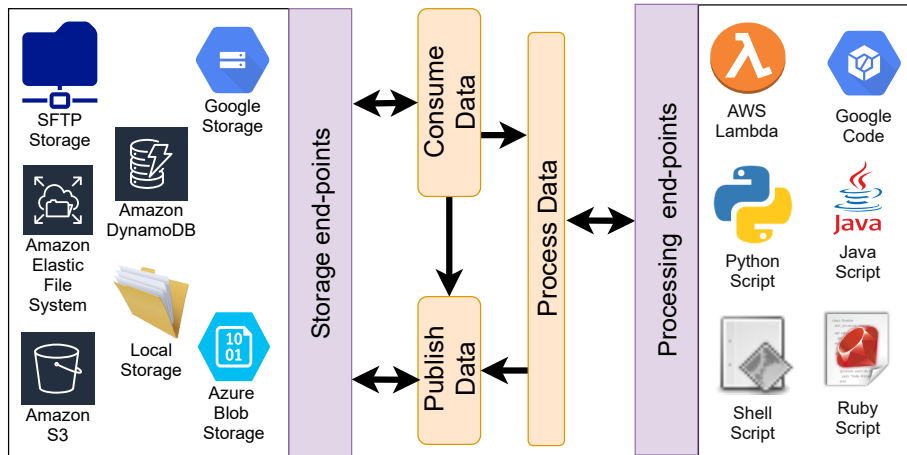 SFTP
Storage
Google
Storage
Amazon
DynamoDB
Amazon
Elastic
File
System
Local
Storage
10
01
Azure
Blob
Storage
Amazon
S3
Storage end-points
Consume
Data
Publish
Data
Process Data
Processing end-points
AWS
Lambda
Google
Code
Python
Script
Java
Java
Script
Shell
Script
Ruby
Script